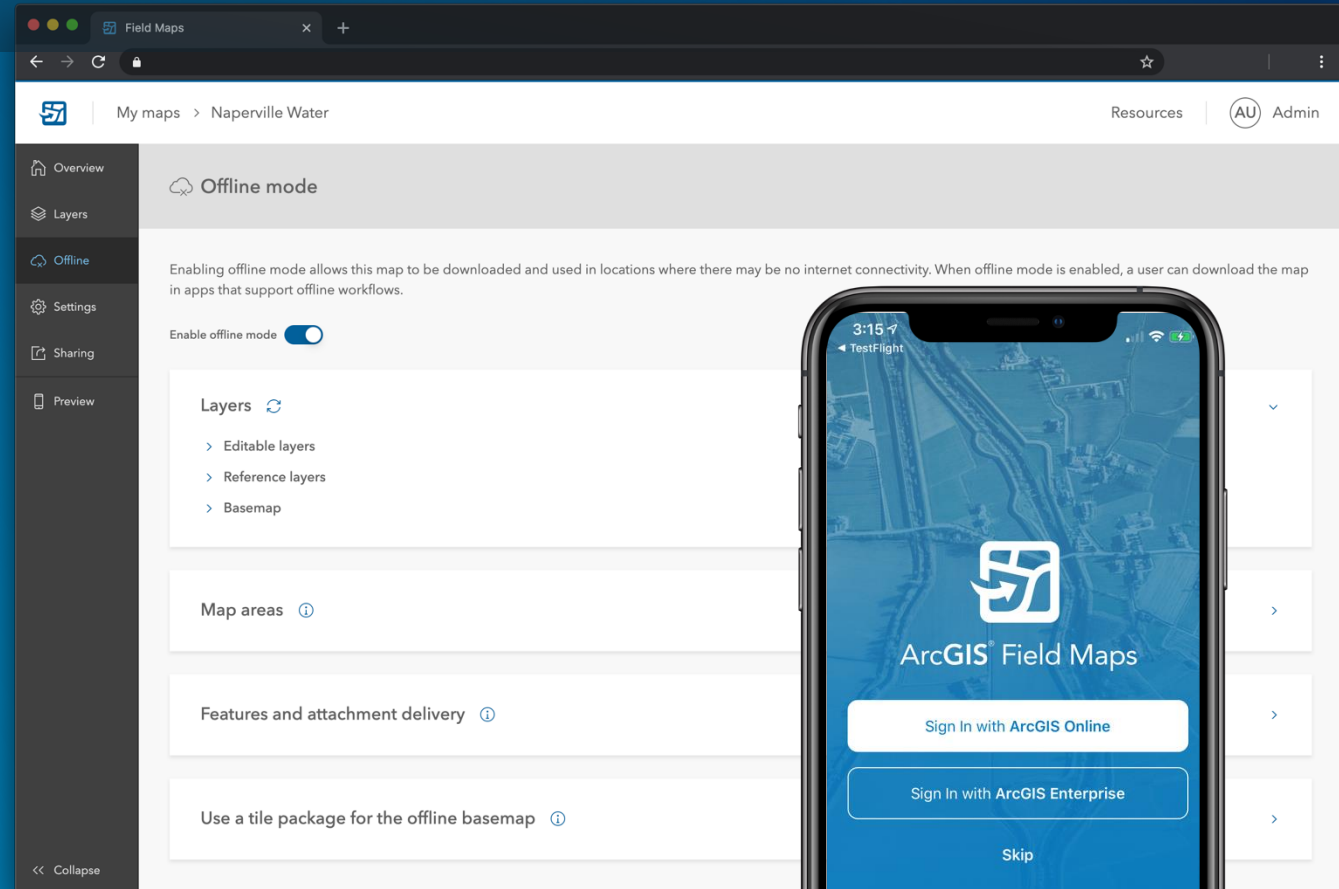 Field Maps
My maps > Naperville Water
Resources
AU Admin
Overview
Layers
Offline
Settings
Sharing
Preview
<< Collapse
Offline mode
Enabling offline mode allows this map to be downloaded and used in locations where there may be no internet connectivity. When offline mode is enabled, a user can download the map
in apps that support offline workflows.
Enable offline mode
Layers
> Editable layers
> Reference layers
> Basemap
Map areas
Features and attachment delivery
Use a tile package for the offline basemap
3:15
TestFlight
ArcGIS® Field Maps
Sign In with ArcGIS Online
Sign In with ArcGIS Enterprise
Skip